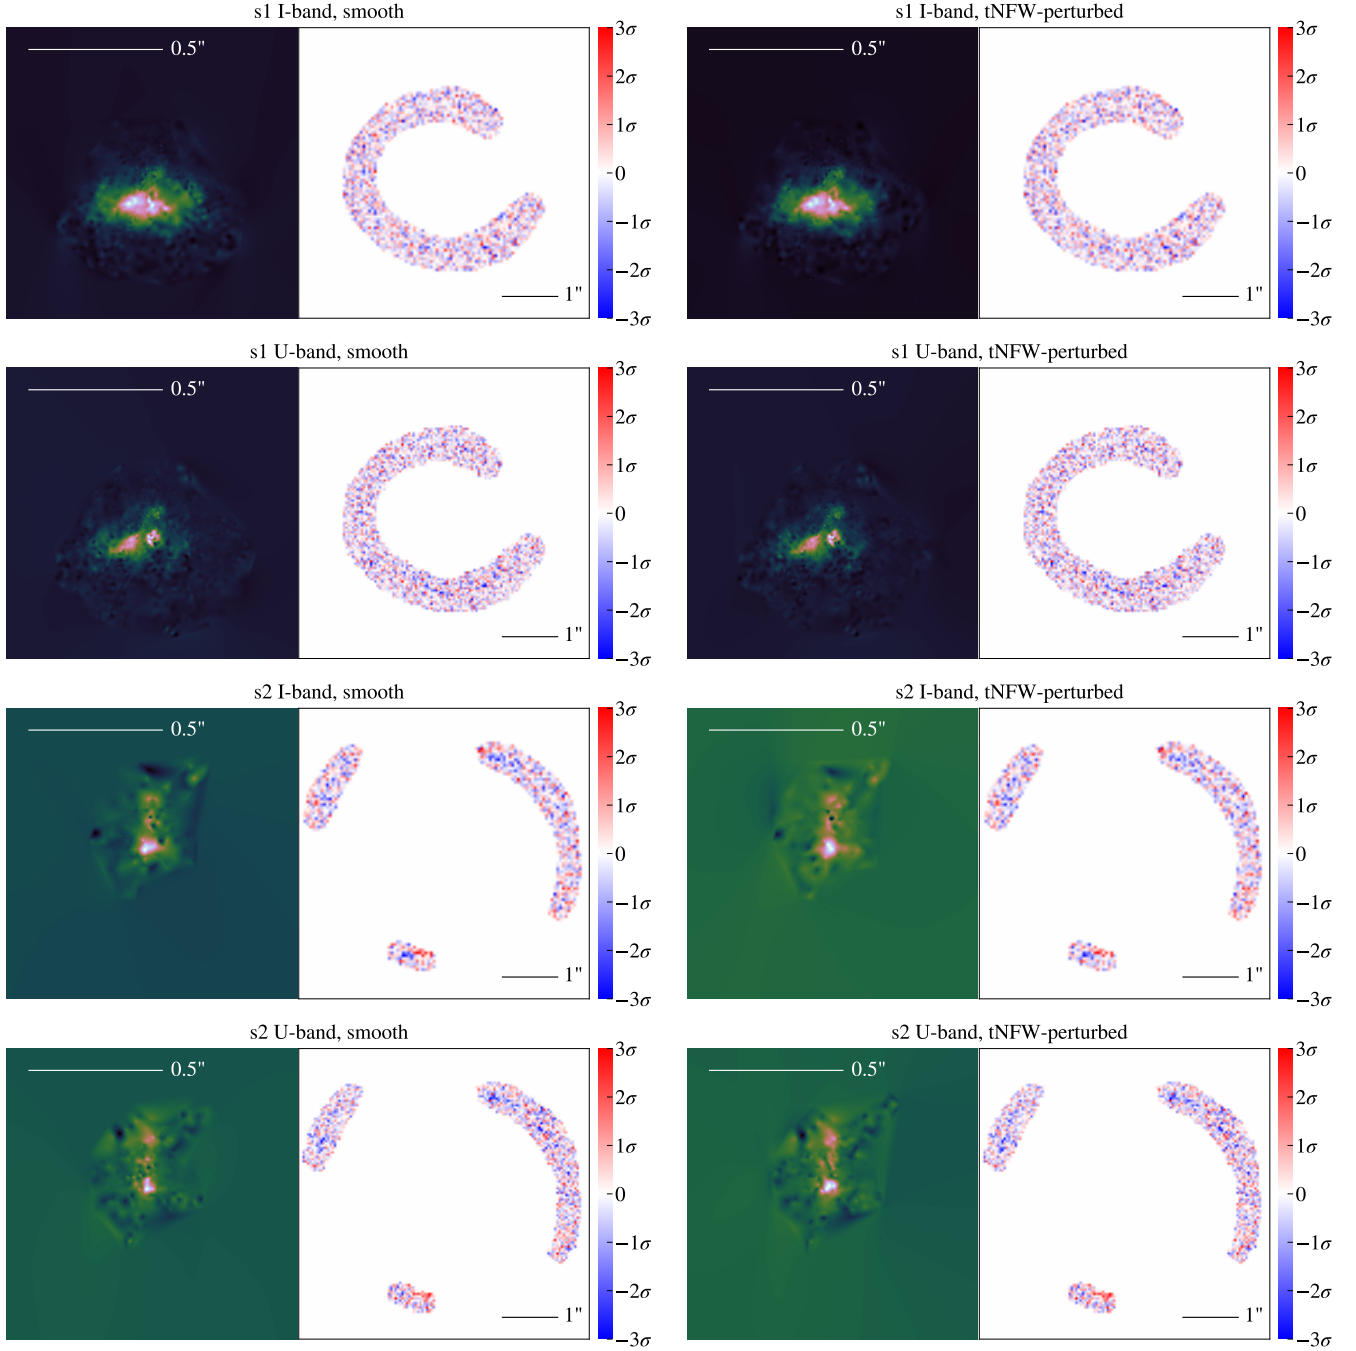 s1 I-band, smooth
0.5"
1"
3σ
2σ
1σ
0
−1σ
−2σ
−3σ
s1 I-band, tNFW-perturbed
0.5"
1"
3σ
2σ
1σ
0
−1σ
−2σ
−3σ
s1 U-band, smooth
0.5"
1"
3σ
2σ
1σ
0
−1σ
−2σ
−3σ
s1 U-band, tNFW-perturbed
0.5"
1"
3σ
2σ
1σ
0
−1σ
−2σ
−3σ
s2 I-band, smooth
0.5"
1"
3σ
2σ
1σ
0
−1σ
−2σ
−3σ
s2 I-band, tNFW-perturbed
0.5"
1"
3σ
2σ
1σ
0
−1σ
−2σ
−3σ
s2 U-band, smooth
0.5"
1"
3σ
2σ
1σ
0
−1σ
−2σ
−3σ
s2 U-band, tNFW-perturbed
0.5"
1"
3σ
2σ
1σ
0
−1σ
−2σ
−3σ